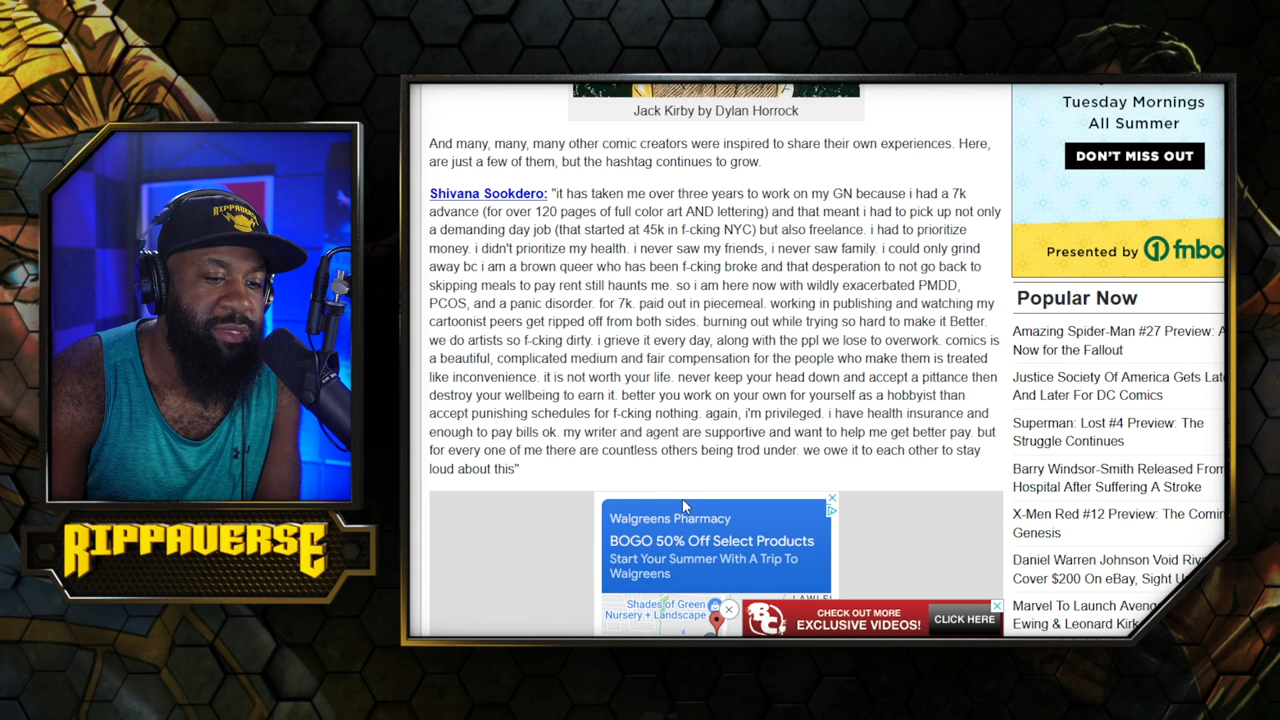 RIPPAVERSE
RIPPAVERSE
Jack Kirby by Dylan Horrock
And many, many, many other comic creators were inspired to share their own experiences. Here,
are just a few of them, but the hashtag continues to grow.
Shivana Sookdero: "it has taken me over three years to work on my GN because i had a 7k
advance (for over 120 pages of full color art AND lettering) and that meant i had to pick up not only
a demanding day job (that started at 45k in f-cking NYC) but also freelance. i had to prioritize
money. i didn't prioritize my health. i never saw my friends, i never saw family. i could only grind
away bc i am a brown queer who has been f-cking broke and that desperation to not go back to
skipping meals to pay rent still haunts me. so i am here now with wildly exacerbated PMDD,
PCOS, and a panic disorder. for 7k. paid out in piecemeal. working in publishing and watching my
cartoonist peers get ripped off from both sides. burning out while trying so hard to make it Better.
we do artists so f-cking dirty. i grieve it every day, along with the ppl we lose to overwork. comics is
a beautiful, complicated medium and fair compensation for the people who make them is treated
like inconvenience. it is not worth your life. never keep your head down and accept a pittance then
destroy your wellbeing to earn it. better you work on your own for yourself as a hobbyist than
accept punishing schedules for f-cking nothing. again, i'm privileged. i have health insurance and
enough to pay bills ok. my writer and agent are supportive and want to help me get better pay. but
for every one of me there are countless others being trod under. we owe it to each other to stay
loud about this"
Walgreens Pharmacy
BOGO 50% Off Select Products
Start Your Summer With A Trip To
Walgreens
Shades of Green
Nursery + Landscape
CHECK OUT MORE
EXCLUSIVE VIDEOS!
CLICK HERE
Tuesday Mornings
All Summer
DON'T MISS OUT
Presented by fnbo
Popular Now
Amazing Spider-Man #27 Preview: A
Now for the Fallout
Justice Society Of America Gets Late
And Later For DC Comics
Superman: Lost #4 Preview: The
Struggle Continues
Barry Windsor-Smith Released From
Hospital After Suffering A Stroke
X-Men Red #12 Preview: The Comin
Genesis
Daniel Warren Johnson Void Riv
Cover $200 On eBay, Sight U
Marvel To Launch Aveng
Ewing & Leonard Kirk